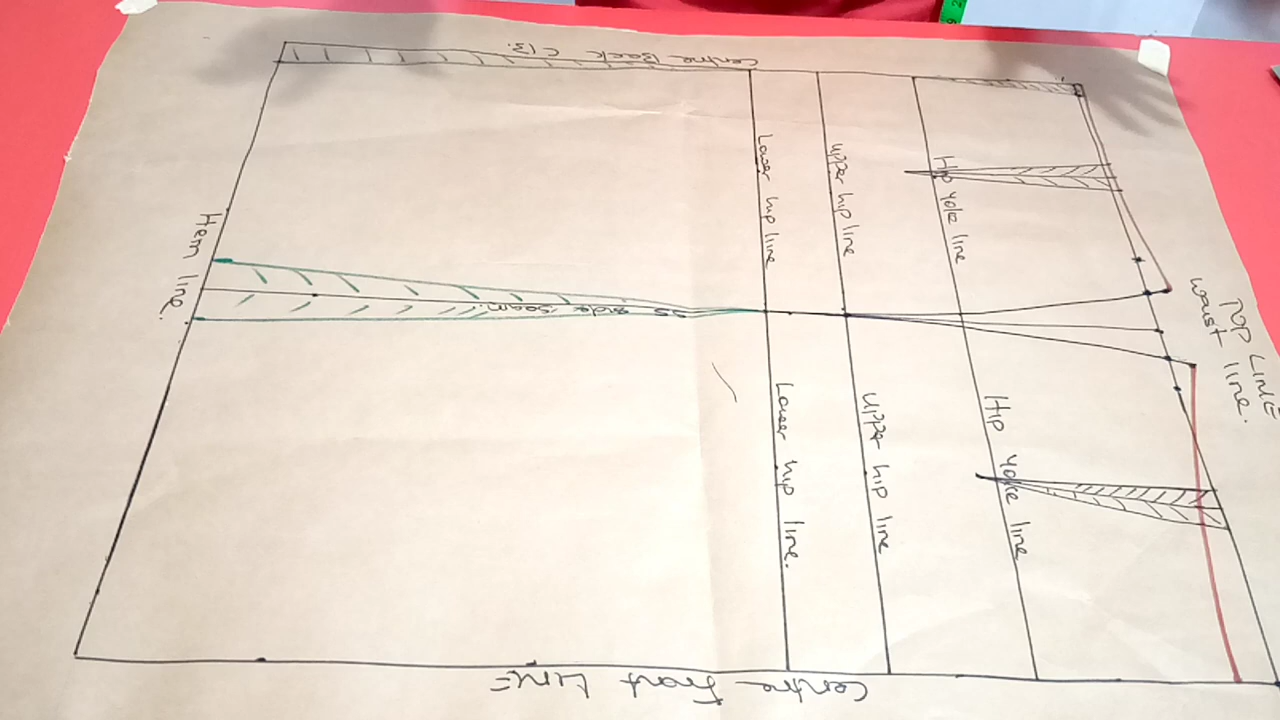 Centre Back C|B.
Lower hip line
upper hip line
Hip yoke line
Hem line.
SS side seam.
TOP LINE
waist line.
Lower hip line.
upper hip line
Hip yoke line
Centre Front LINE